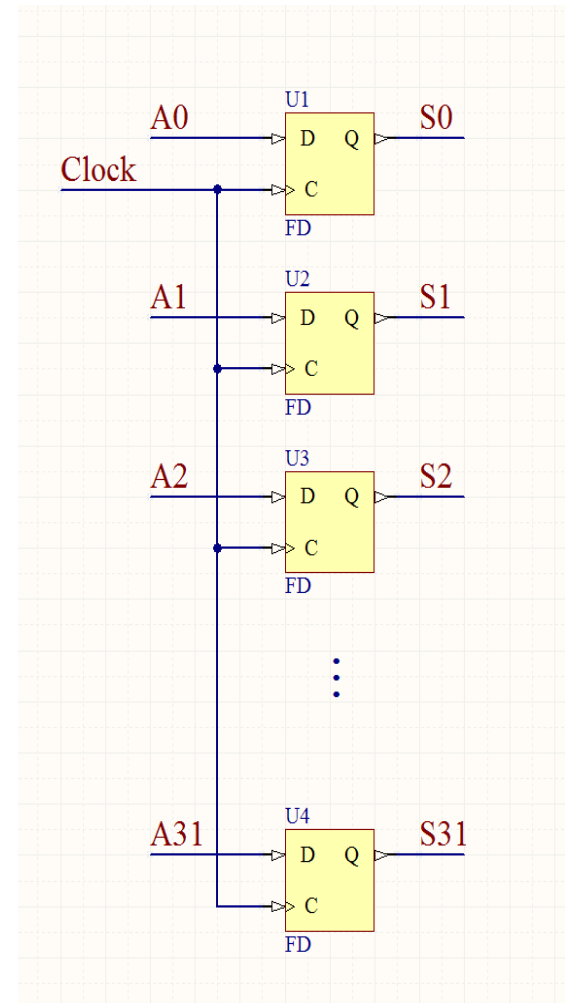 U1
A0 D Q S0
Clock C
FD
U2
A1 D Q S1
C
FD
U3
A2 D Q S2
C
FD
U4
A31 D Q S31
C
FD